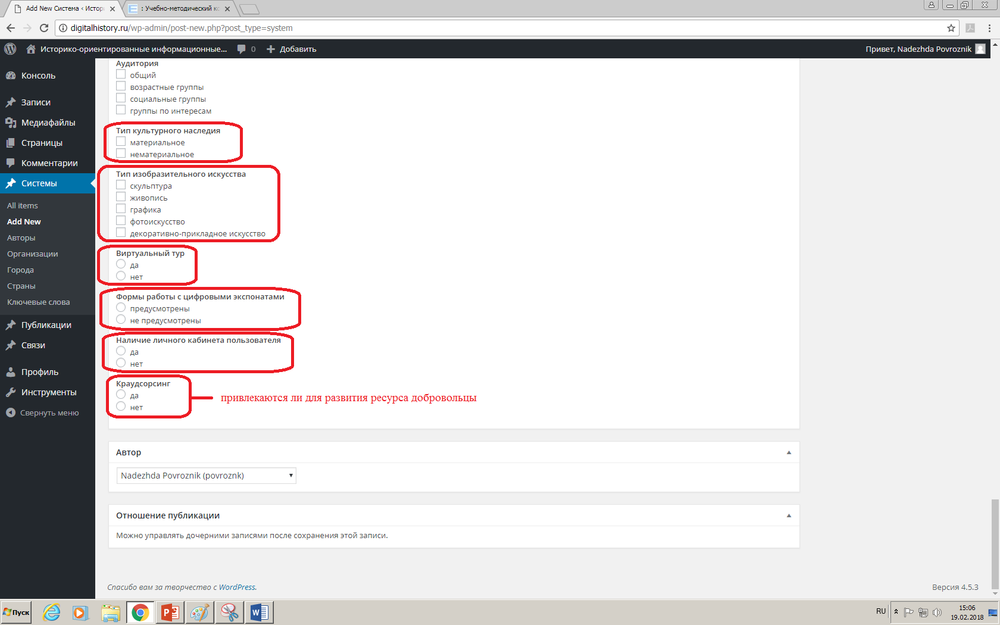 Add New Система ‹ Истор
: Учебно-методический ко
digitalhistory.ru/wp-admin/post-new.php?post_type=system
Историко-ориентированные информационные...
0
Добавить
Привет, Nadezhda Povroznik
Консоль
Записи
Медиафайлы
Страницы
Комментарии
Системы
All items
Add New
Авторы
Организации
Города
Страны
Ключевые слова
Публикации
Связи
Профиль
Инструменты
Свернуть меню
Аудитория
общий
возрастные группы
социальные группы
группы по интересам
Тип культурного наследия
материальное
нематериальное
Тип изобразительного искусства
скульптура
живопись
графика
фотоискусство
декоративно-прикладное искусство
Виртуальный тур
да
нет
Формы работы с цифровыми экспонатами
предусмотрены
не предусмотрены
Наличие личного кабинета пользователя
да
нет
Краудсорсинг
да
нет
привлекаются ли для развития ресурса добровольцы
Автор
Nadezhda Povroznik (povroznk)
Отношение публикации
Можно управлять дочерними записями после сохранения этой записи.
Спасибо вам за творчество с WordPress.
Версия 4.5.3
Пуск
RU
15:06
19.02.2018